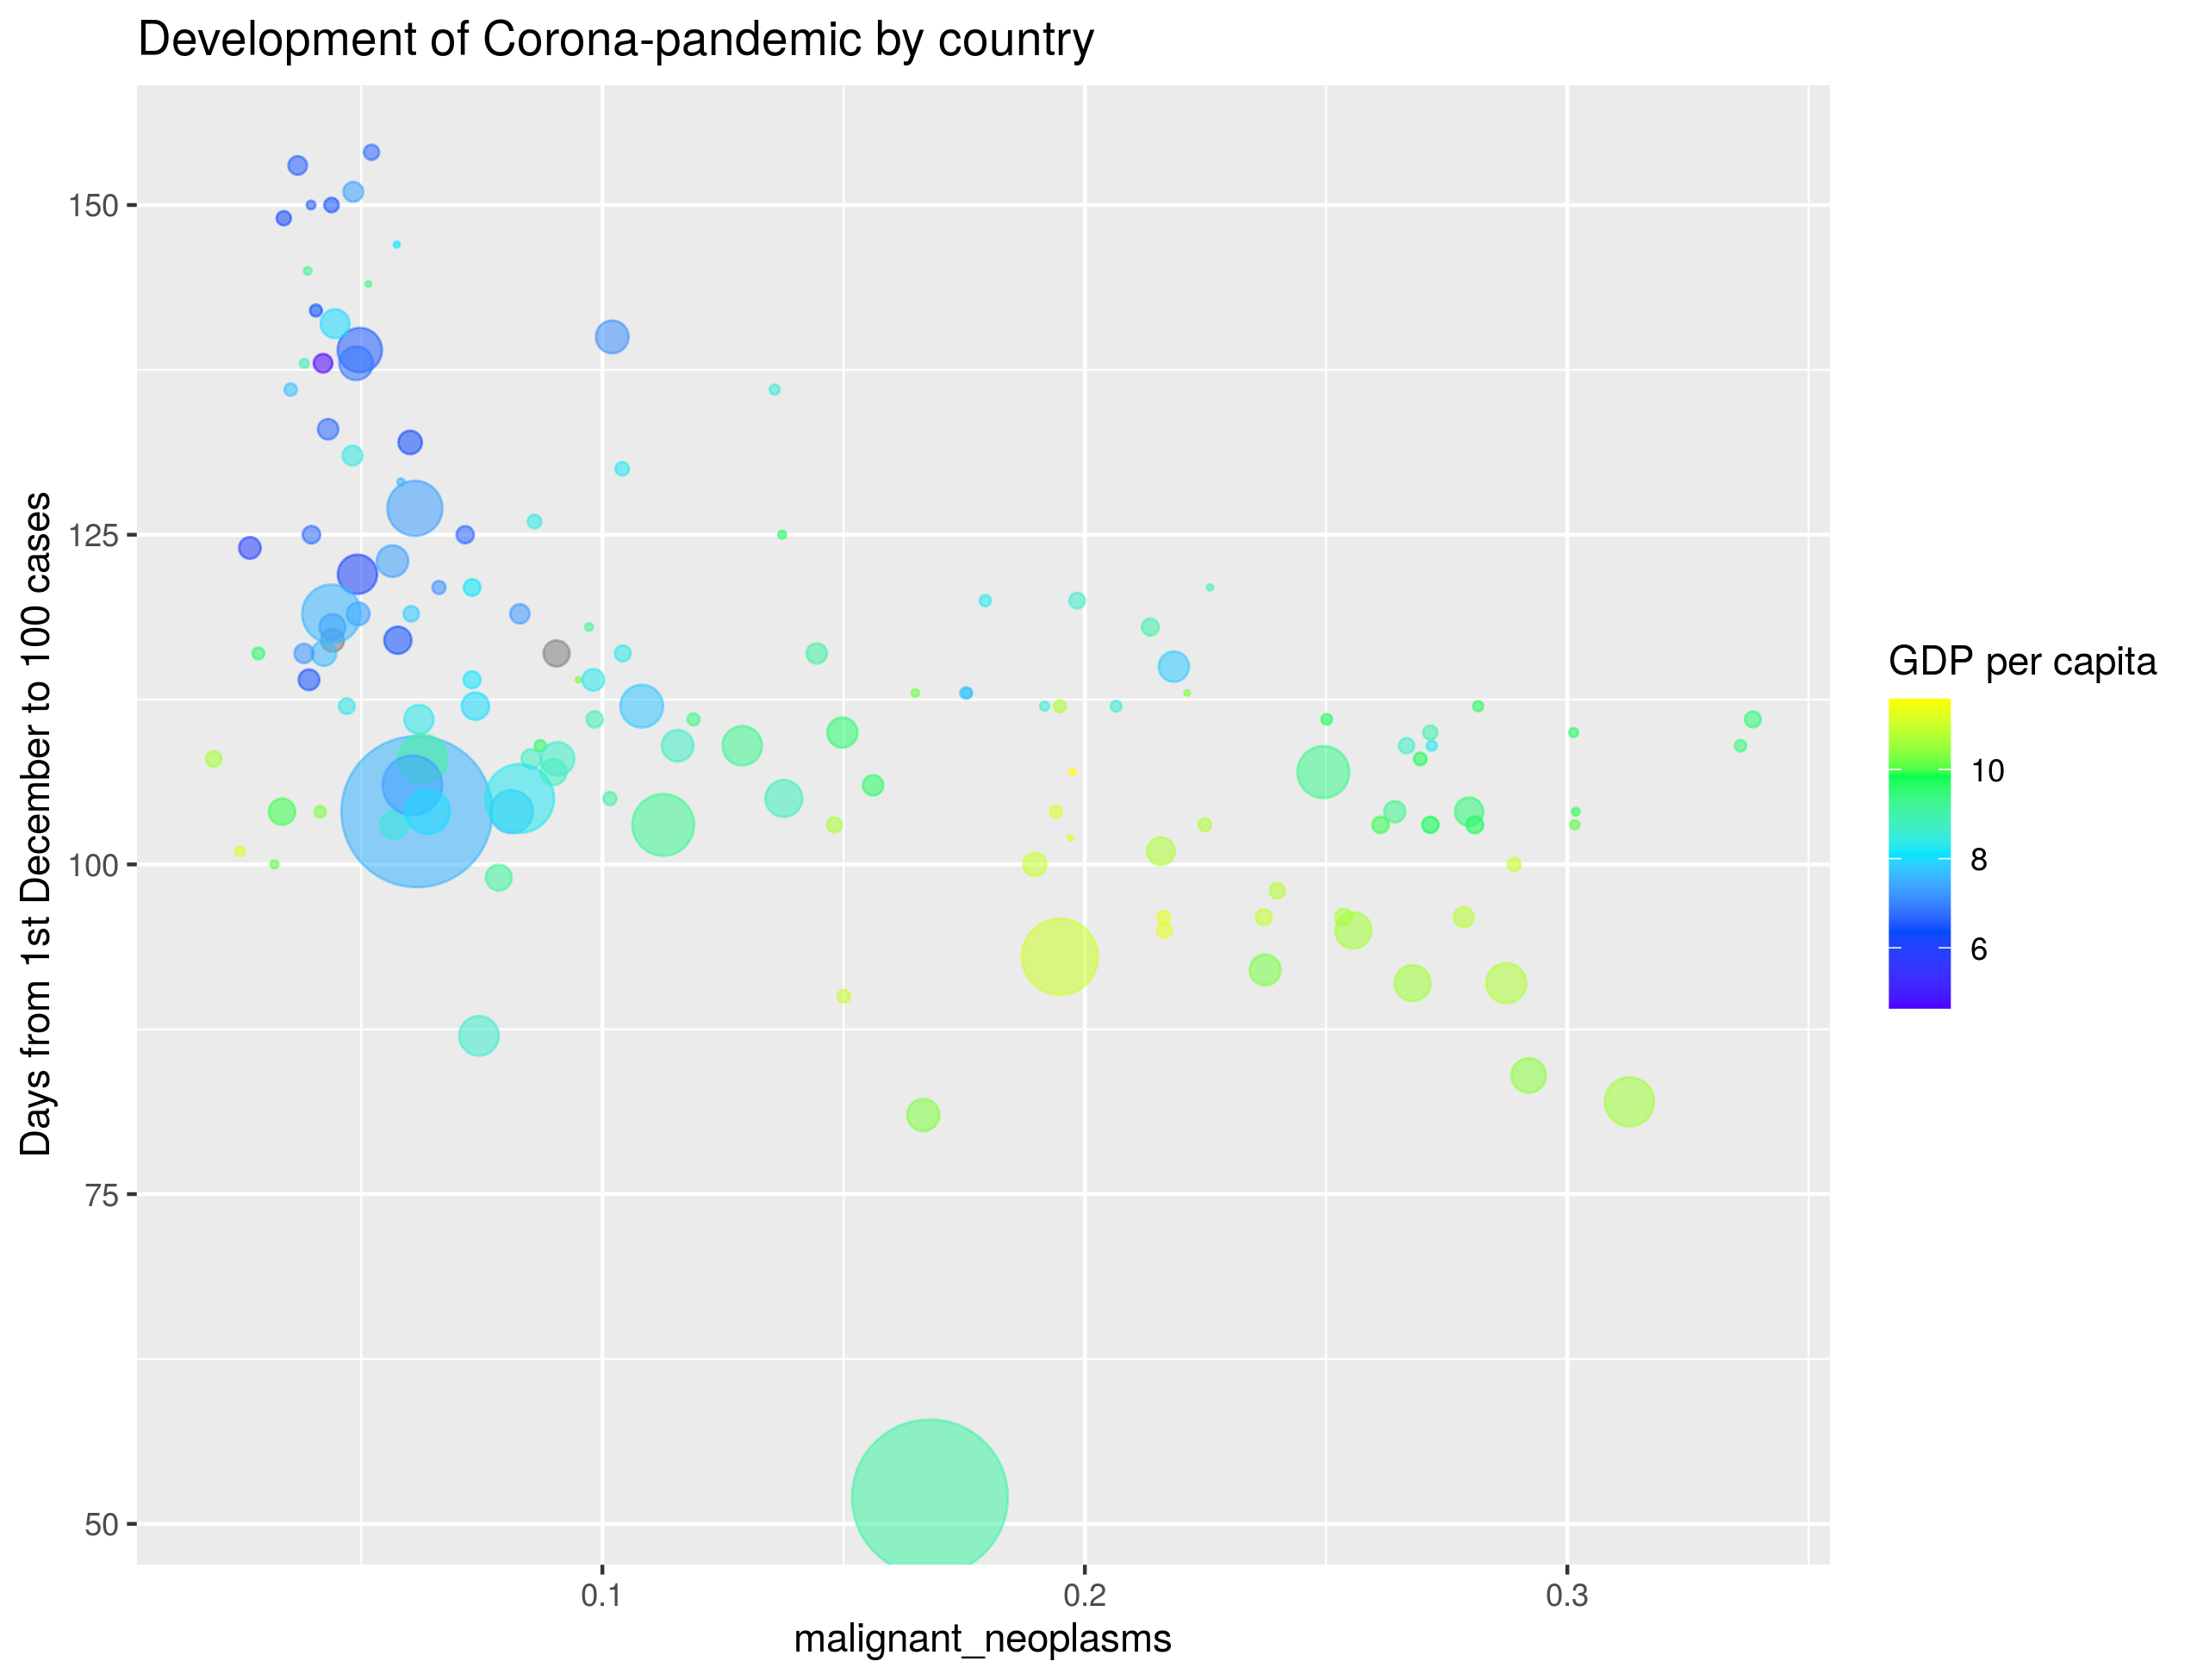 Development of Corona-pandemic by country
Days from 1st December to 100 cases
150
125
100
75
50
0.1
0.2
0.3
malignant_neoplasms
GDP per capita
10
8
6